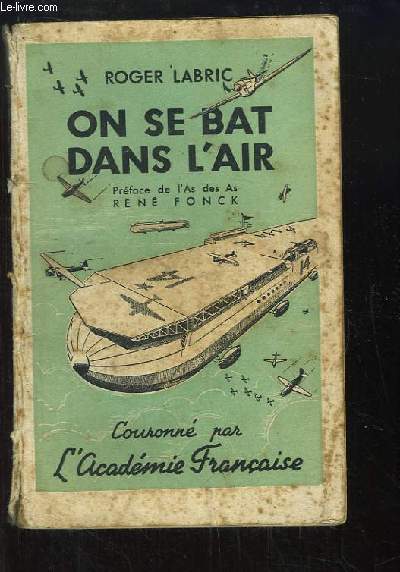 Le-livre.com
ROGER LABRIC
ON SE BAT
DANS L'AIR
Préface de l'As des As
RENÉ FONCK
Couronné par
L'Académie Française